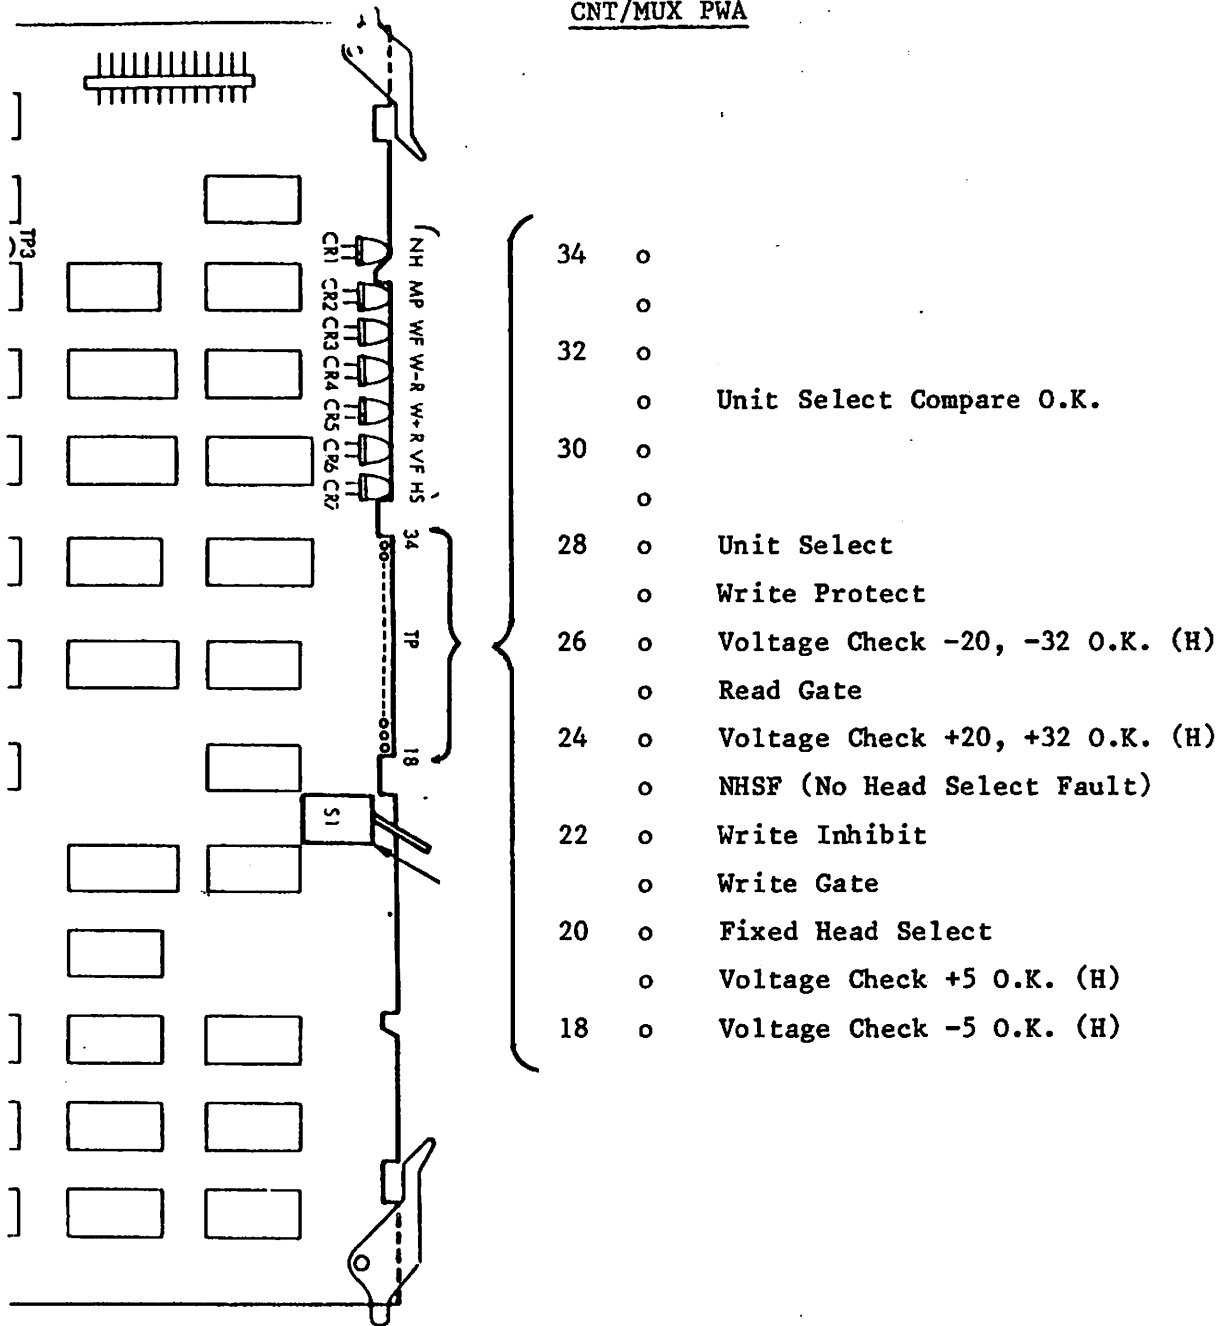 CNT/MUX PWA
TP3
CR1 CR2 CR3 CR4 CR5 CR6 CR7
NH MP WF W-R W+R VF HS
34
TP
18
S1
34 o
o
32 o
o Unit Select Compare O.K.
30 o
o
28 o Unit Select
o Write Protect
26 o Voltage Check -20, -32 O.K. (H)
o Read Gate
24 o Voltage Check +20, +32 O.K. (H)
o NHSF (No Head Select Fault)
22 o Write Inhibit
o Write Gate
20 o Fixed Head Select
o Voltage Check +5 O.K. (H)
18 o Voltage Check -5 O.K. (H)